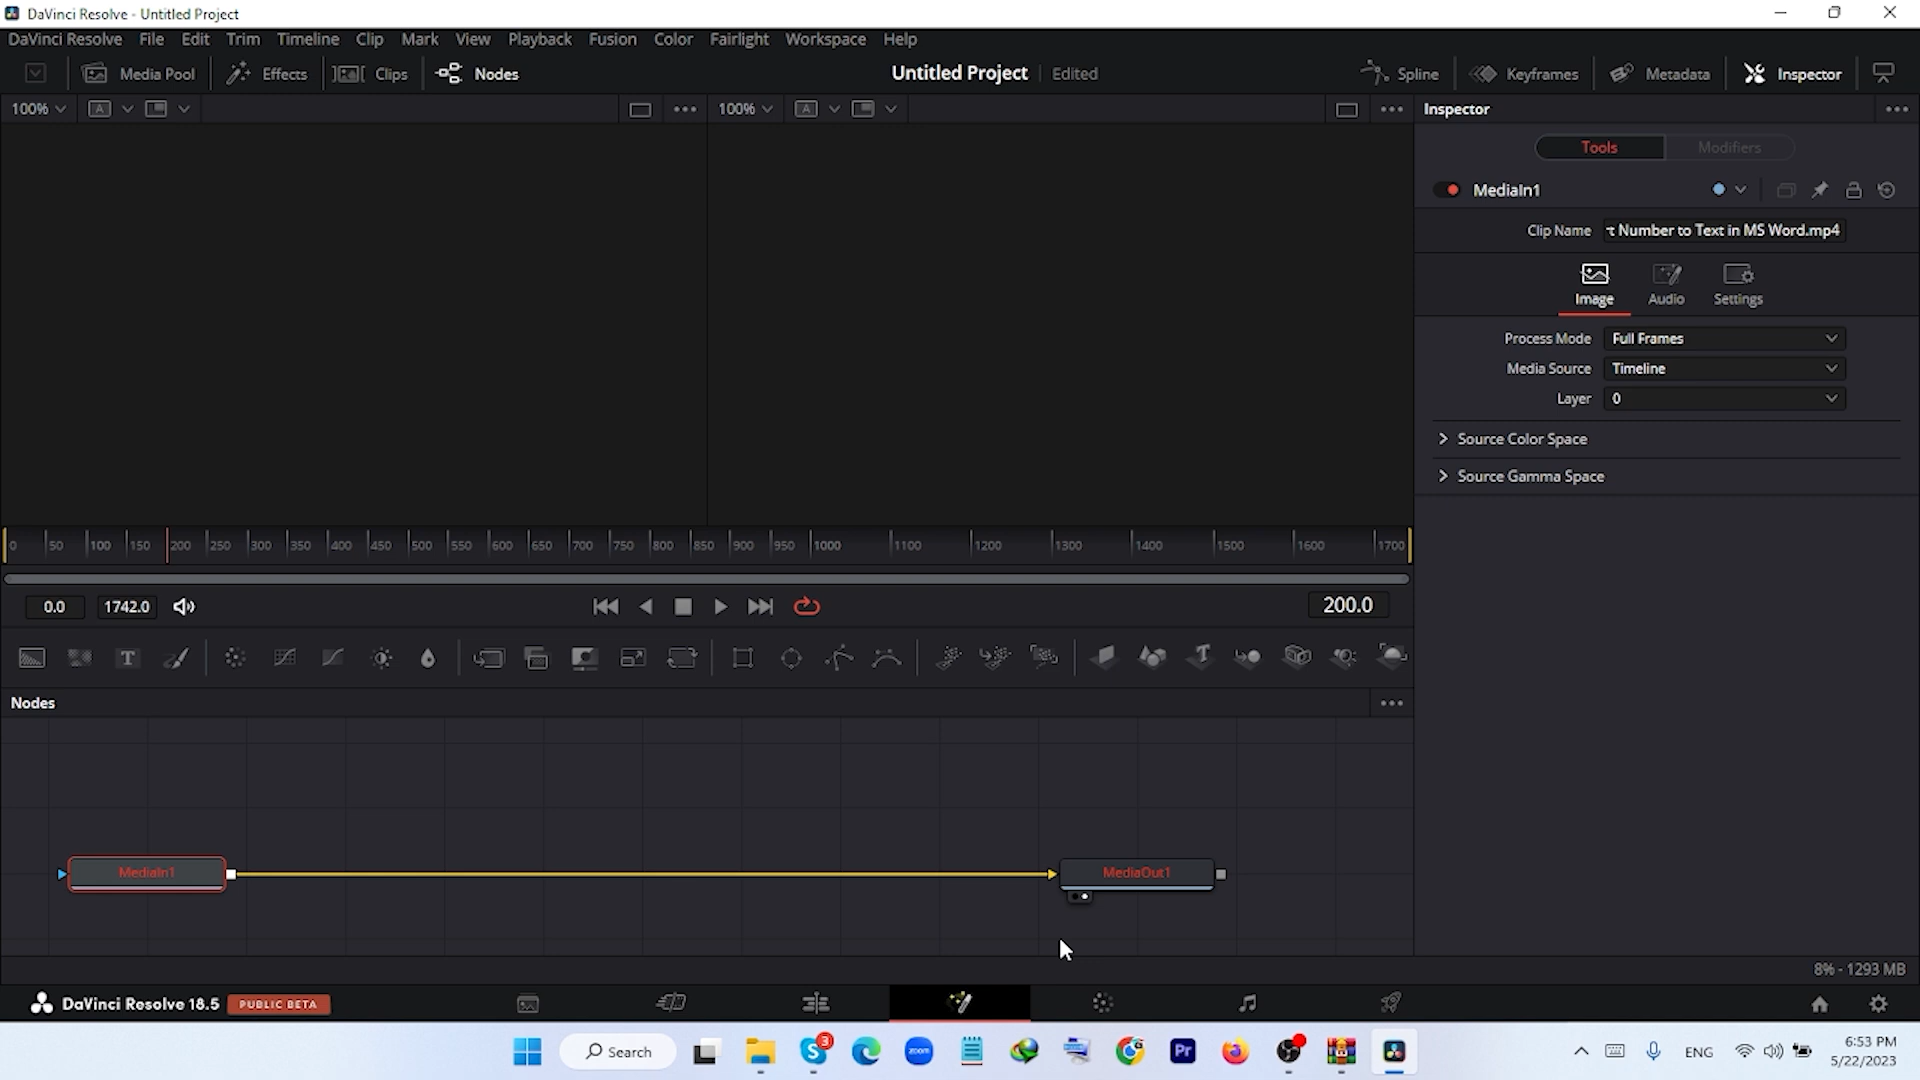 DaVinci Resolve - Untitled Project
DaVinci Resolve File Edit Trim Timeline Clip Mark View Playback Fusion Color Fairlight Workspace Help
Media Pool Effects Clips Nodes Untitled Project Edited Spline Keyframes Metadata Inspector
100% A 100% A Inspector
Tools Modifiers
MediaIn1
Clip Name t Number to Text in MS Word.mp4
Image Audio Settings
Process Mode Full Frames
Media Source Timeline
Layer 0
Source Color Space
Source Gamma Space
0 50 100 150 200 250 300 350 400 450 500 550 600 650 700 750 800 850 900 950 1000 1100 1200 1300 1400 1500 1600 1700
0.0 1742.0 200.0
T T
Nodes
MediaIn1 MediaOut1
8% - 1293 MB
DaVinci Resolve 18.5 PUBLIC BETA
Search 3 zoom Pr ENG 6:53 PM
5/22/2023